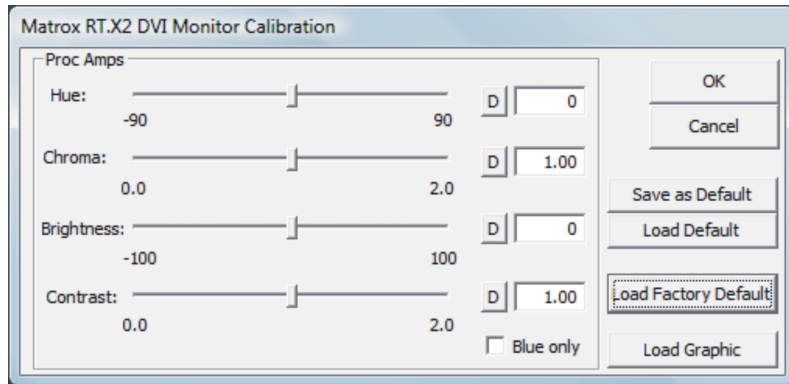 Matrox RT.X2 DVI Monitor Calibration
Proc Amps
Hue:
-90 90
D 0
Chroma:
0.0 2.0
D 1.00
Brightness:
-100 100
D 0
Contrast:
0.0 2.0
D 1.00
Blue only
OK
Cancel
Save as Default
Load Default
Load Factory Default
Load Graphic